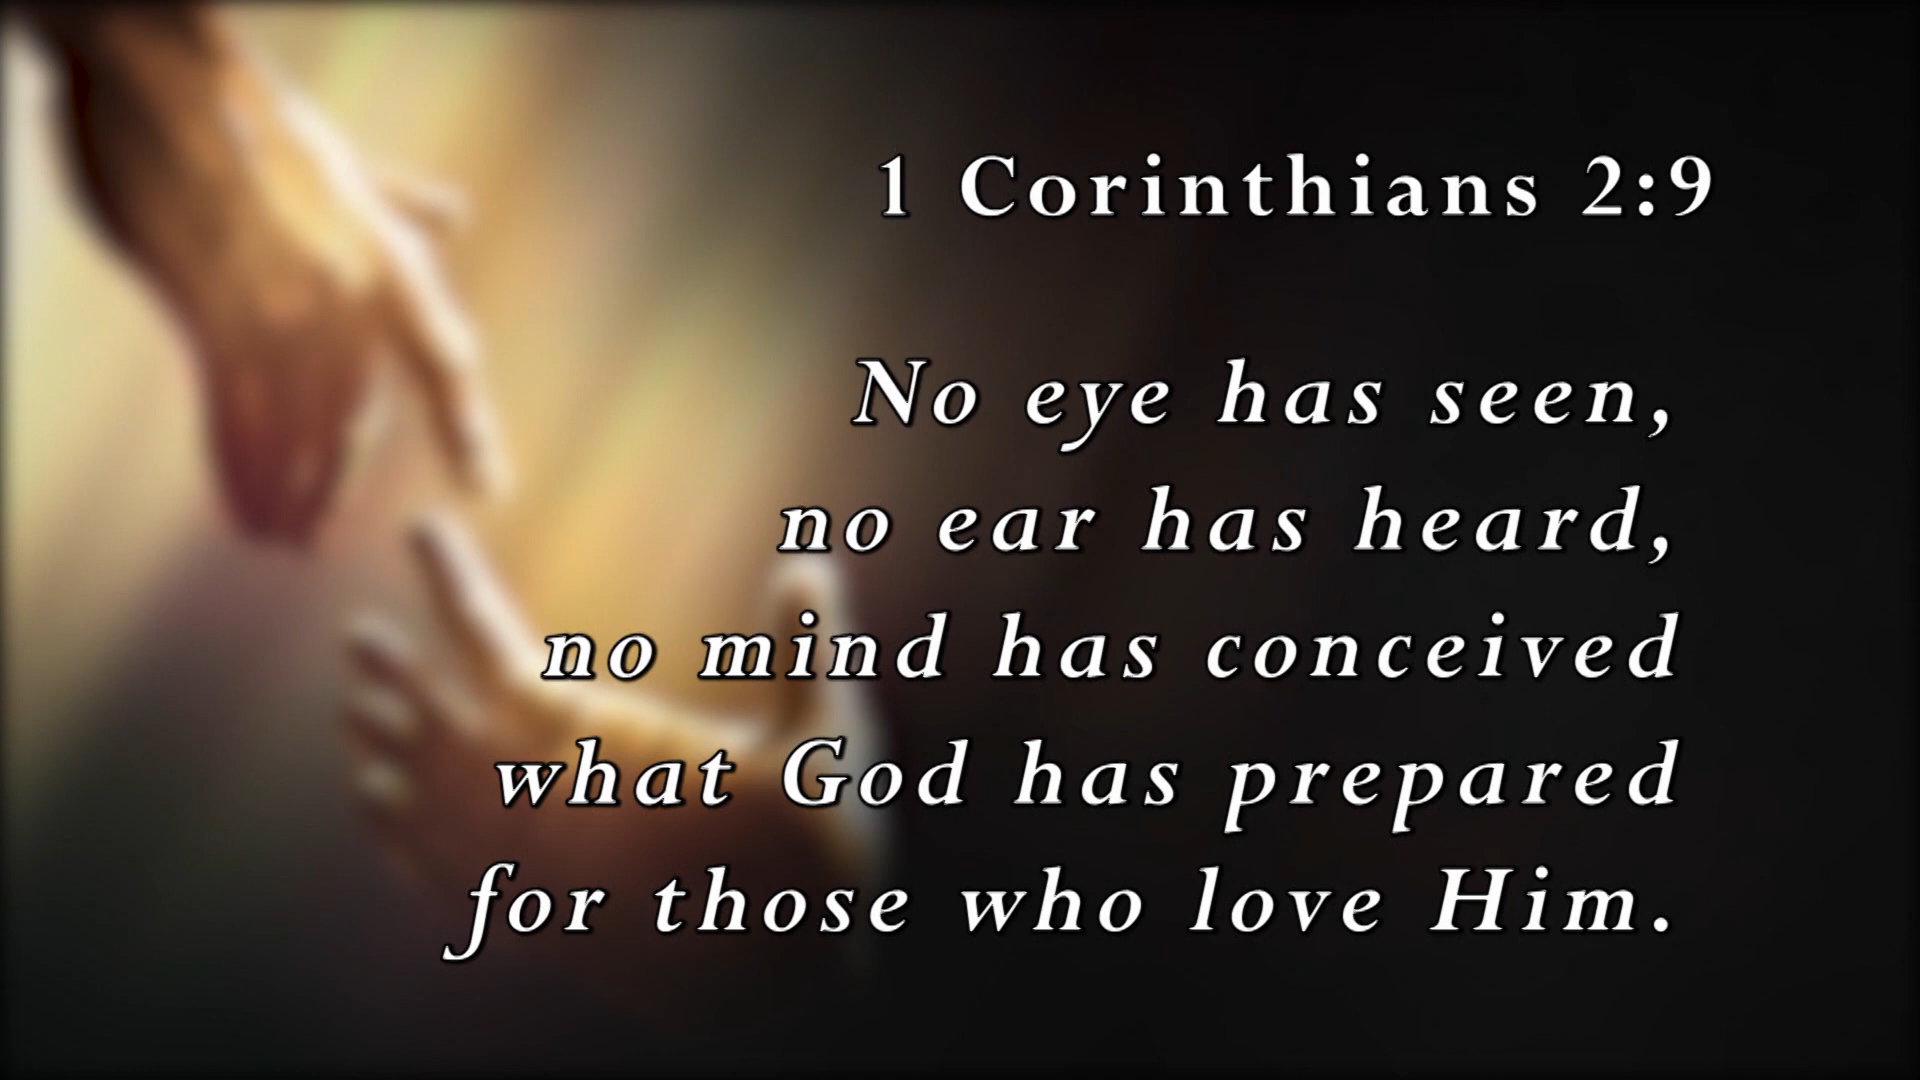 1 Corinthians 2:9
No eye has seen,
no ear has heard,
no mind has conceived
what God has prepared
for those who love Him.